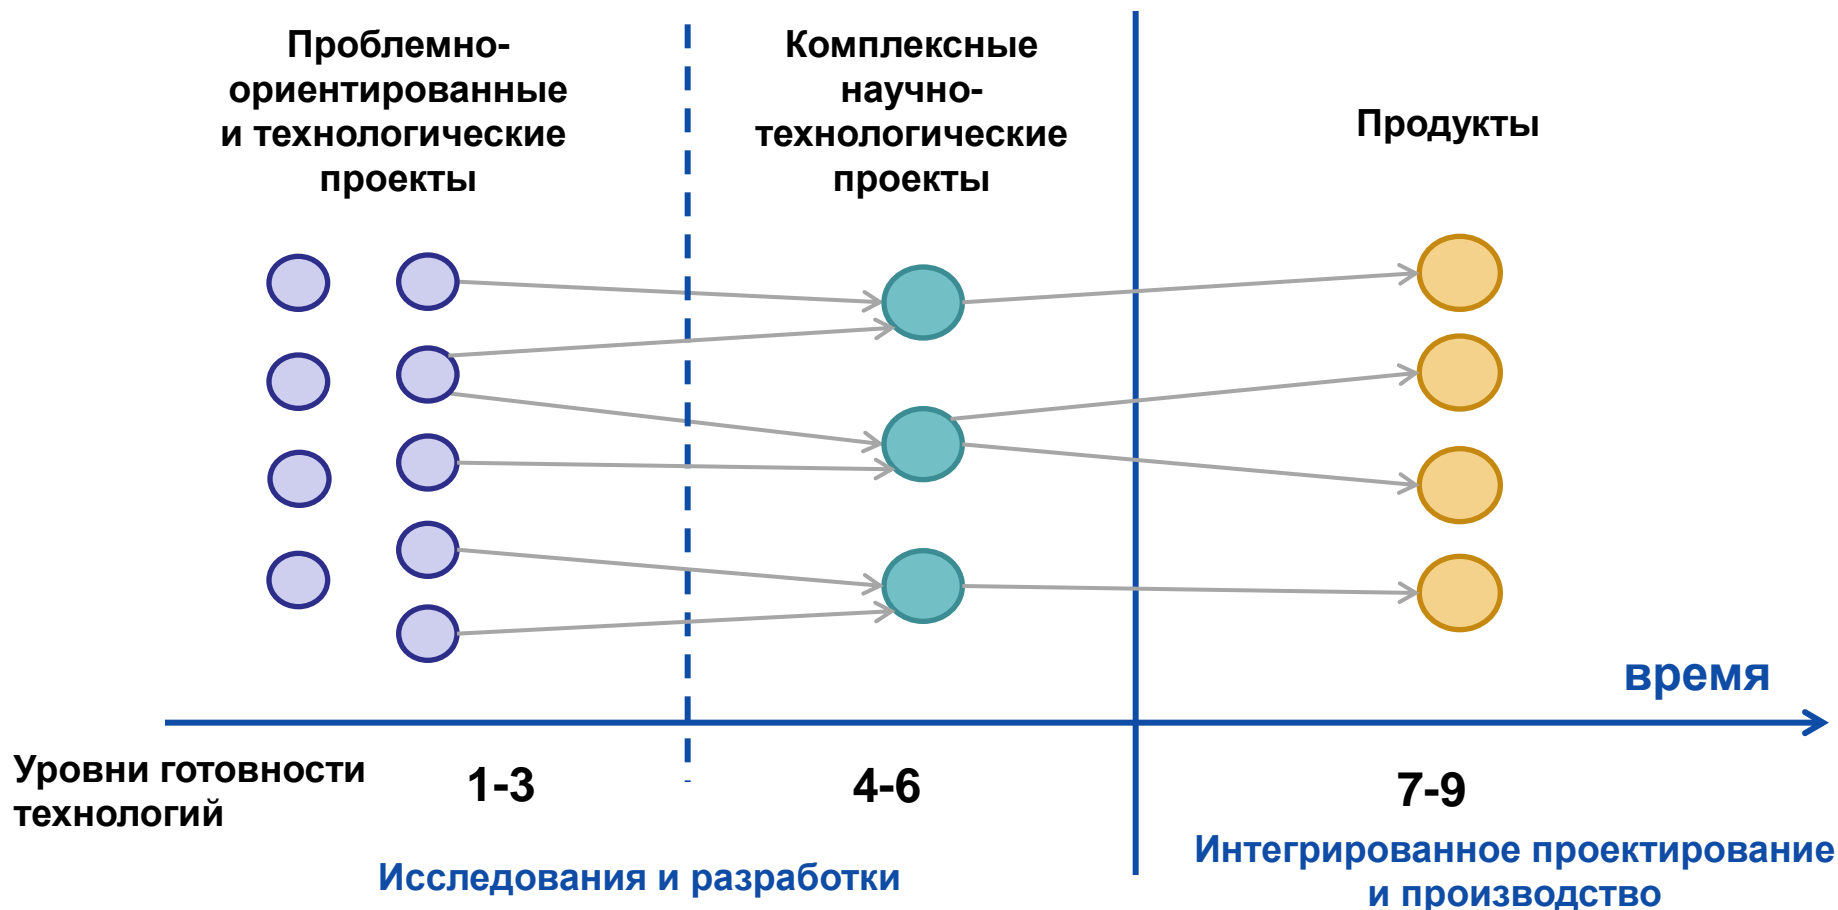 Проблемно-
ориентированные
и технологические
проекты
Комплексные
научно-
технологические
проекты
Продукты
время
Уровни готовности
технологий
1-3
4-6
7-9
Исследования и разработки
Интегрированное проектирование
и производство